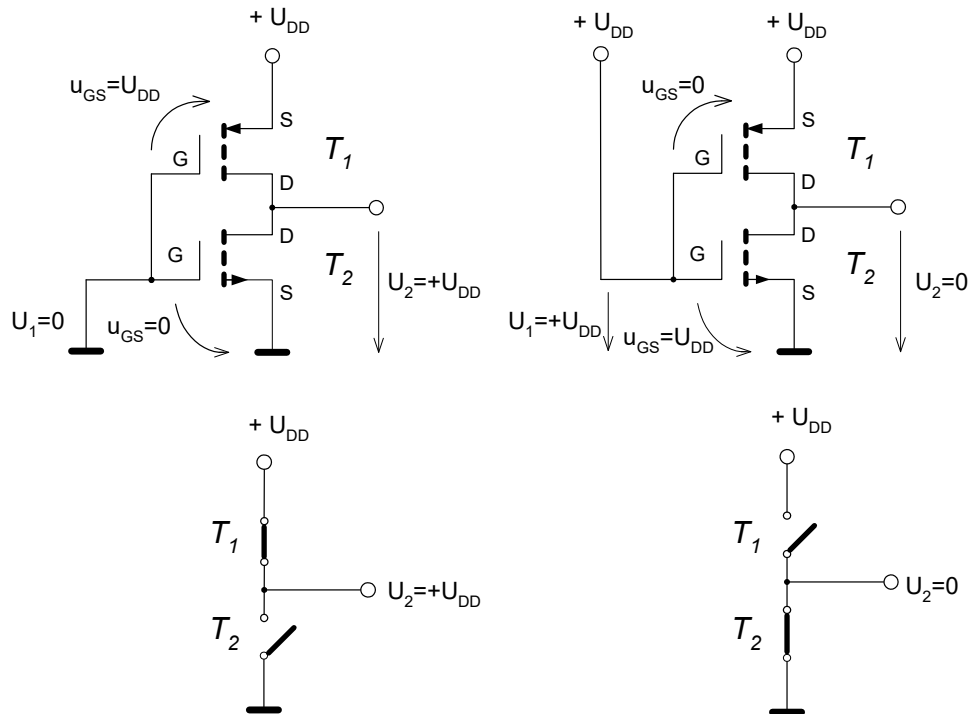 + U_DD
u_GS=U_DD
S
G
T_1
D
D
G
T_2
S
U_1=0
u_GS=0
U_2=+U_DD
+ U_DD
+ U_DD
u_GS=0
S
G
T_1
D
D
G
T_2
S
U_1=+U_DD
u_GS=U_DD
U_2=0
+ U_DD
T_1
U_2=+U_DD
T_2
+ U_DD
T_1
U_2=0
T_2